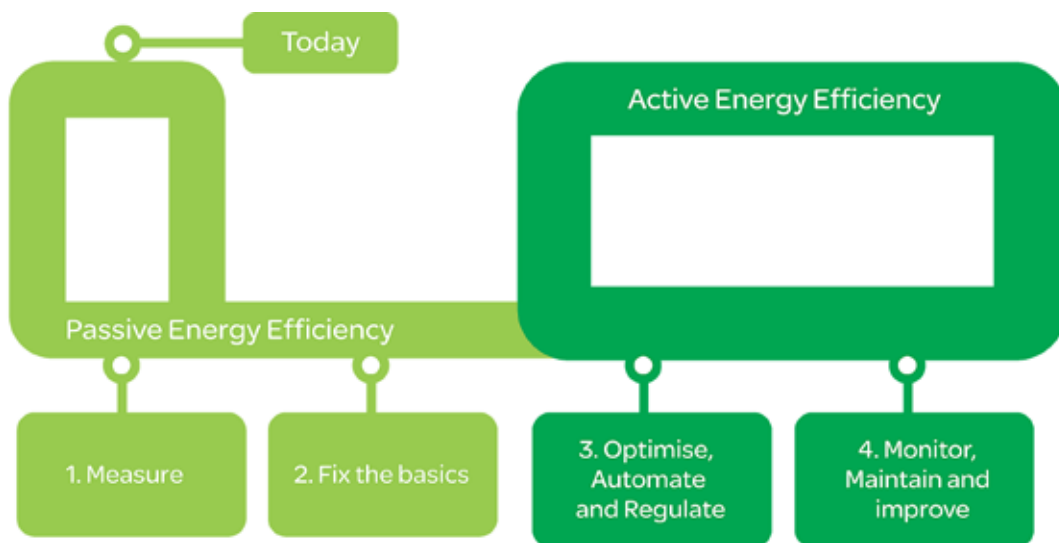 Today
Active Energy Efficiency
Passive Energy Efficiency
1. Measure
2. Fix the basics
3. Optimise,
Automate
and Regulate
4. Monitor,
Maintain and
improve